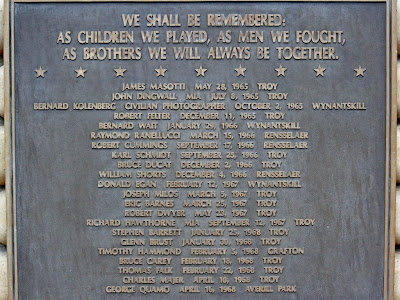 WE SHALL BE REMEMBERED:
AS CHILDREN WE PLAYED, AS MEN WE FOUGHT,
AS BROTHERS WE WILL ALWAYS BE TOGETHER.
JAMES MASOTTI MAY 28, 1965 TROY
JOHN DINGWALL MIA JULY 8, 1965 TROY
BERNARD KOLENBERG CIVILIAN PHOTOGRAPHER OCTOBER 2, 1965 WYNANTSKILL
ROBERT FELTER DECEMBER 11, 1965 TROY
BERNARD WAIT JANUARY 29, 1966 WYNANTSKILL
RAYMOND RANELLUCCI MARCH 15, 1966 RENSSELAER
ROBERT CUMMINGS SEPTEMBER 17, 1966 RENSSELAER
KARL SCHMIDT SEPTEMBER 25, 1966 TROY
BRUCE DUCAT DECEMBER 2, 1966 TROY
WILLIAM SHORTS DECEMBER 4, 1966 RENSSELAER
DONALD EGAN FEBRUARY 12, 1967 WYNANTSKILL
JOSEPH MILOS MARCH 5, 1967 TROY
ERIC BARNES MARCH 25, 1967 TROY
ROBERT DWYER MAY 23, 1967 TROY
RICHARD HAWTHORNE MIA SEPTEMBER 12, 1967 TROY
STEPHEN BARRETT JANUARY 25, 1968 TROY
GLENN BRUST JANUARY 30, 1968 TROY
TIMOTHY HAMMOND FEBRUARY 5, 1968 GRAFTON
BRUCE CAREY FEBRUARY 18, 1968 TROY
THOMAS FALK FEBRUARY 22, 1968 TROY
CHARLES MAJER APRIL 10, 1968 TROY
GEORGE QUAMO APRIL 16, 1968 AVERILL PARK